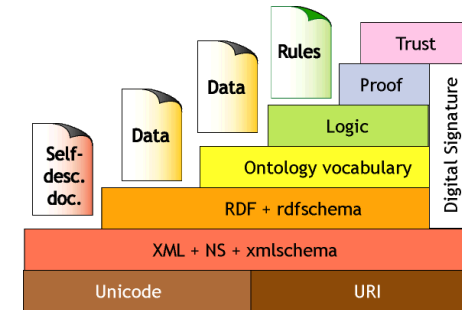 Trust
Rules
Proof
Data
Logic
Data
Digital Signature
Self-
desc.
doc.
Ontology vocabulary
RDF + rdfschema
XML + NS + xmlschema
Unicode
URI